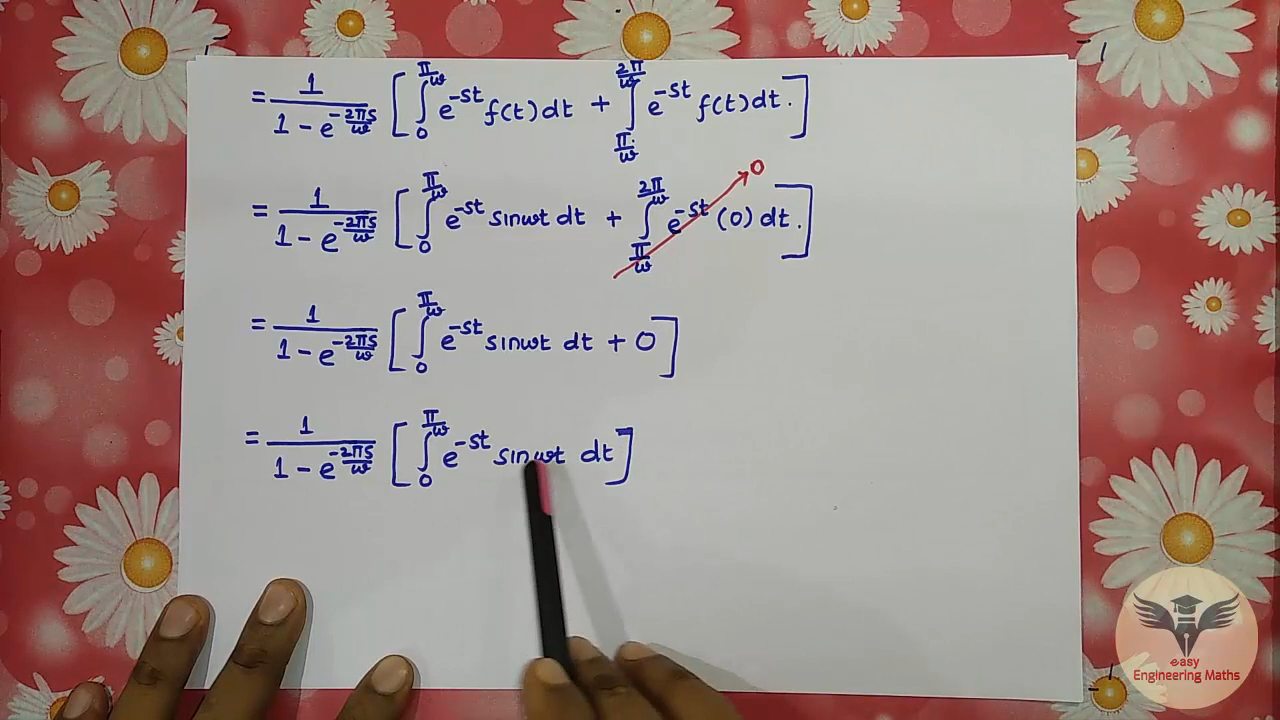 = 1/(1 - e^(-2πs/ω)) [ ∫_0^(π/ω) e^(-st) f(t) dt + ∫_(π/ω)^(2π/ω) e^(-st) f(t) dt. ]
= 1/(1 - e^(-2πs/ω)) [ ∫_0^(π/ω) e^(-st) sinωt dt + ∫_(π/ω)^(2π/ω) e^(-st) (0) dt. ] 0
= 1/(1 - e^(-2πs/ω)) [ ∫_0^(π/ω) e^(-st) sinωt dt + 0 ]
= 1/(1 - e^(-2πs/ω)) [ ∫_0^(π/ω) e^(-st) sinωt dt ]
easy
Engineering Maths